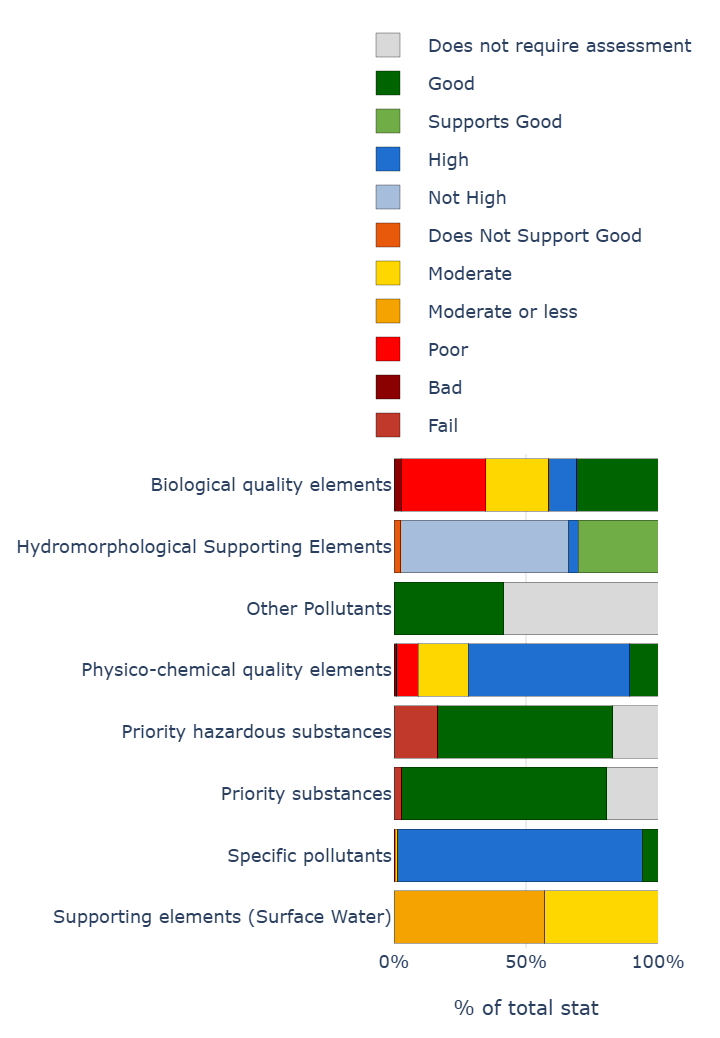 Does not require assessment
Good
Supports Good
High
Not High
Does Not Support Good
Moderate
Moderate or less
Poor
Bad
Fail
Biological quality elements
Hydromorphological Supporting Elements
Other Pollutants
Physico-chemical quality elements
Priority hazardous substances
Priority substances
Specific pollutants
Supporting elements (Surface Water)
0% 50% 100%
% of total stat